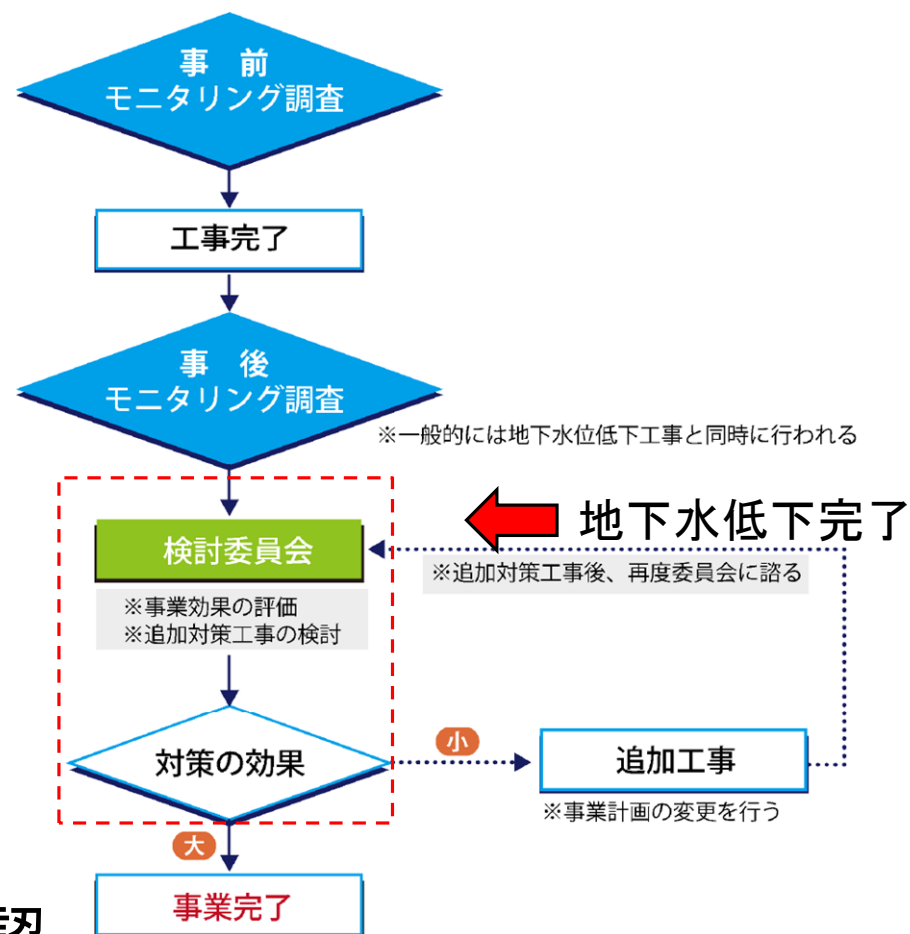 事　前
モニタリング調査
工事完了
事　後
モニタリング調査
※一般的には地下水位低下工事と同時に行われる
地下水低下完了
検討委員会
※追加対策工事後、再度委員会に諮る
※事業効果の評価
※追加対策工事の検討
対策の効果
小
追加工事
※事業計画の変更を行う
大
事業完了